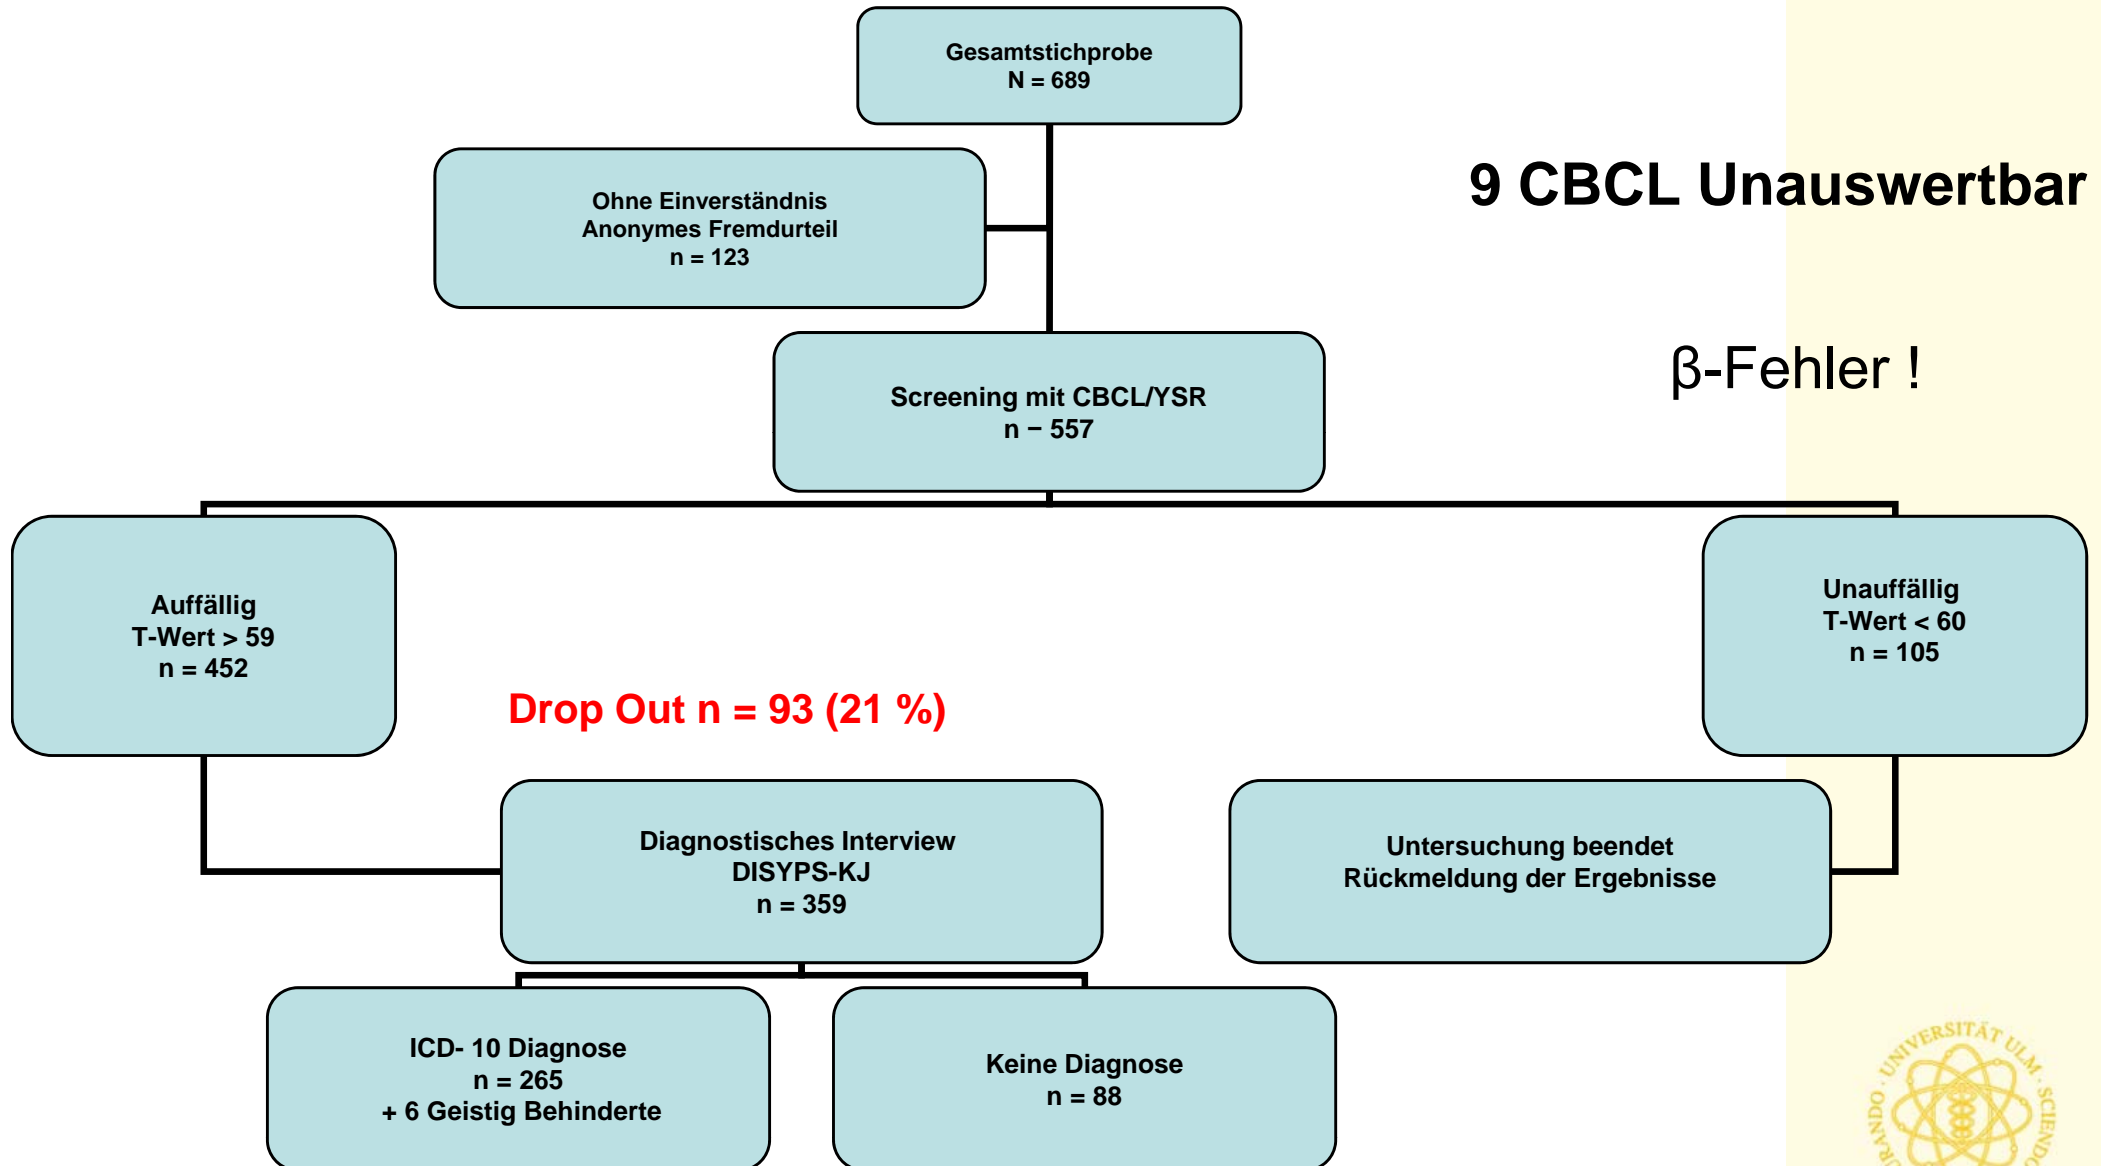 Gesamtstichprobe
N = 689
Ohne Einverständnis
Anonymes Fremdurteil
n = 123
9 CBCL Unauswertbar
Screening mit CBCL/YSR
n − 557
β-Fehler !
Auffällig
T-Wert > 59
n = 452
Unauffällig
T-Wert < 60
n = 105
Drop Out n = 93 (21 %)
Diagnostisches Interview
DISYPS-KJ
n = 359
Untersuchung beendet
Rückmeldung der Ergebnisse
ICD- 10 Diagnose
n = 265
+ 6 Geistig Behinderte
Keine Diagnose
n = 88
UNIVERSITÄT ULM · SCIENDO